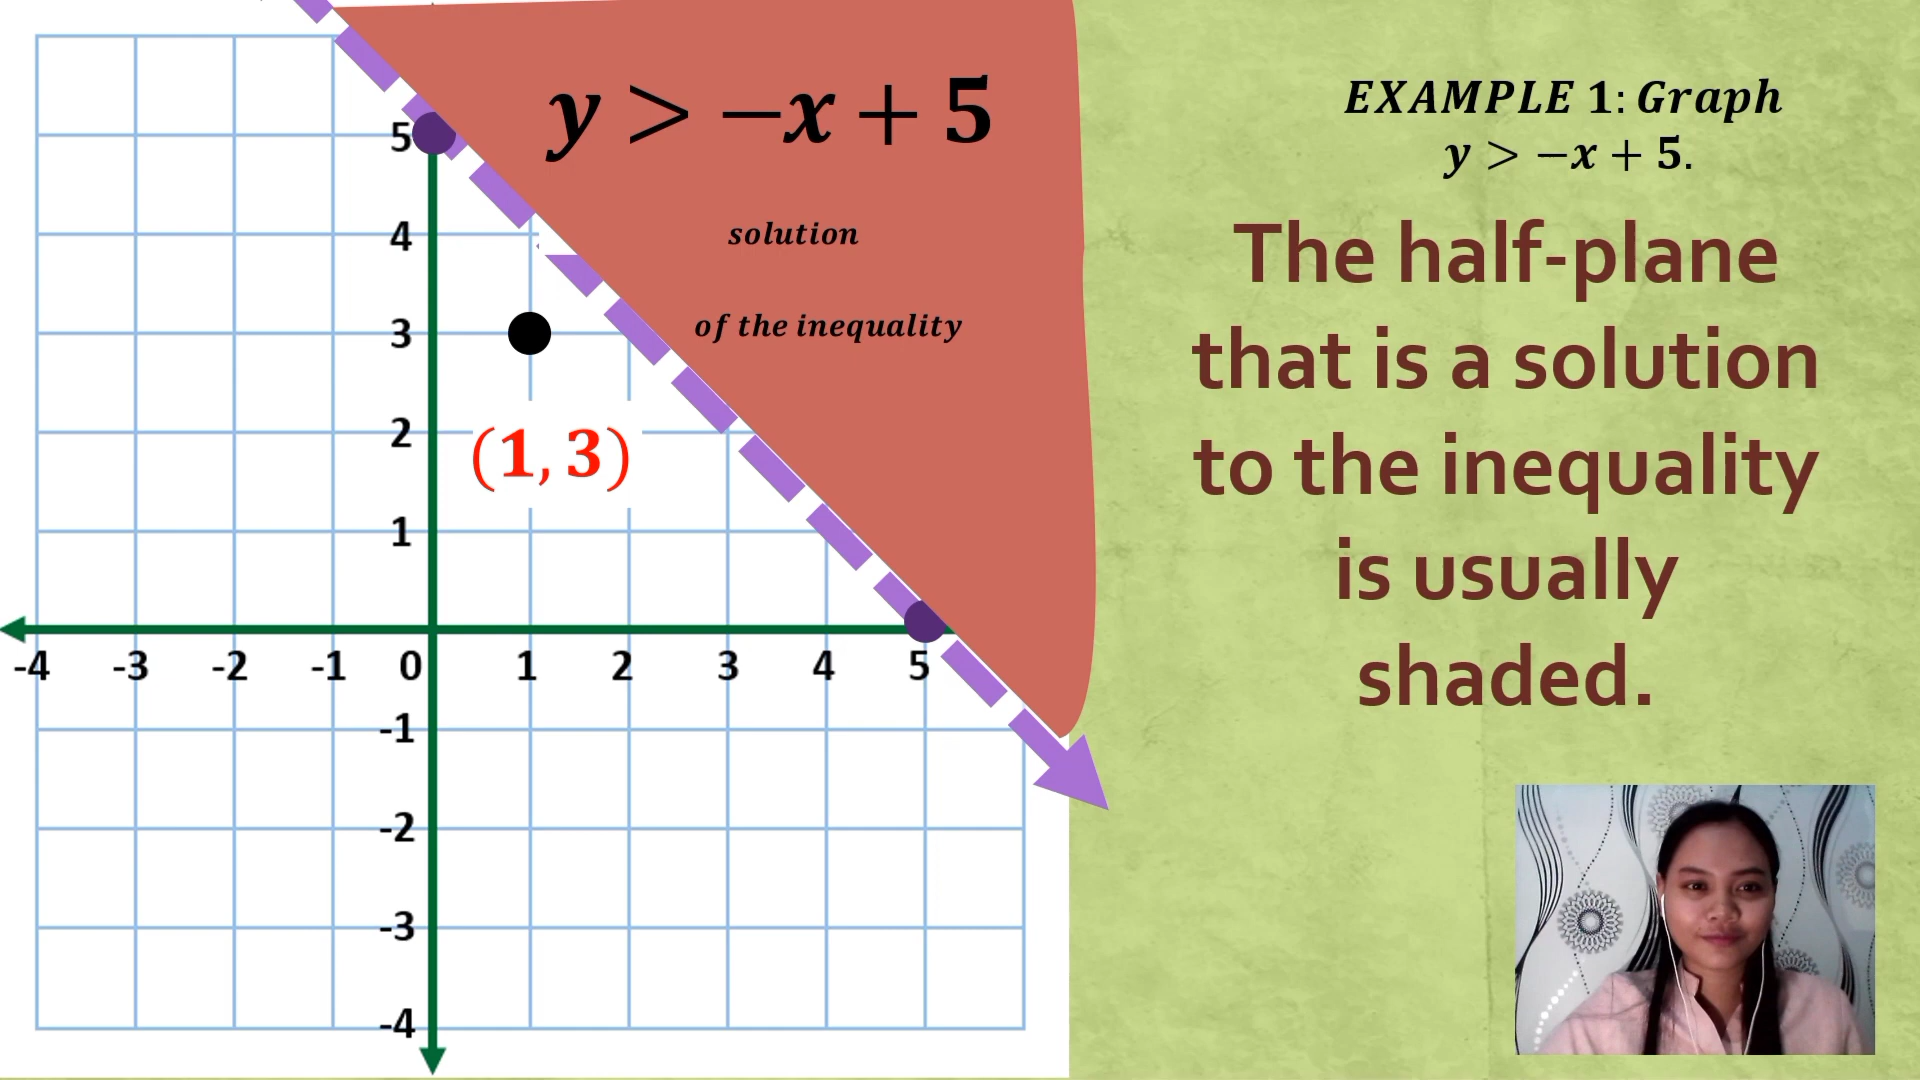 y > −x + 5
solution
of the inequality
5
4
3
(1, 3)
2
1
-4 -3 -2 -1 0 1 2 3 4 5
-1
-2
-3
-4
EXAMPLE 1: Graph
y > −x + 5.
The half-plane
that is a solution
to the inequality
is usually
shaded.